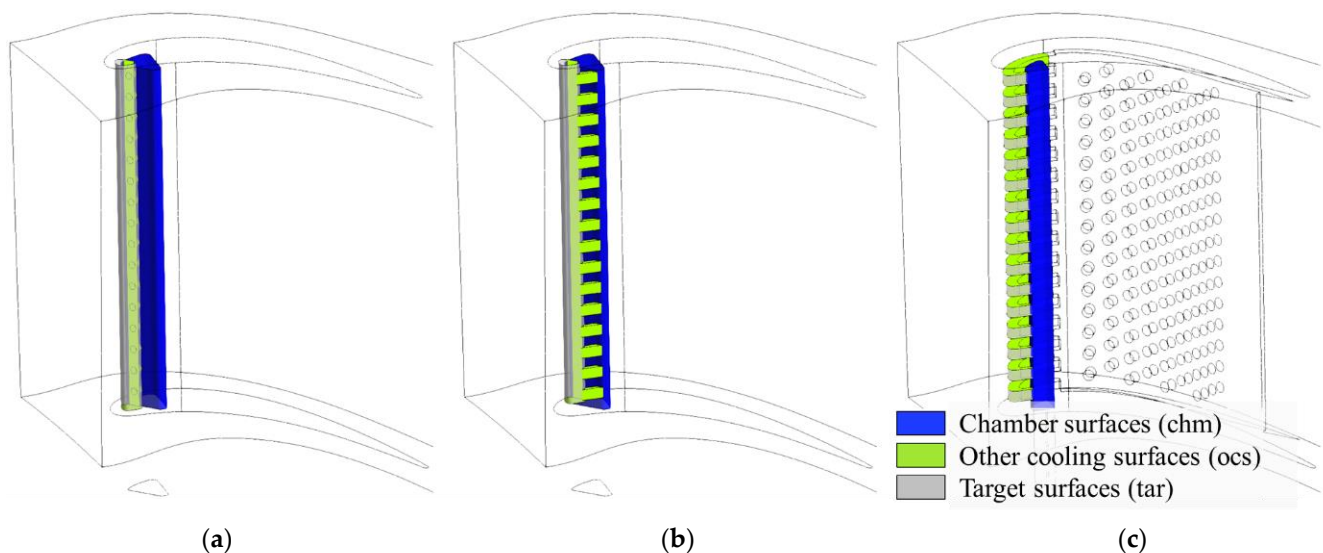 Chamber surfaces (chm)
Other cooling surfaces (ocs)
Target surfaces (tar)
(a) (b) (c)